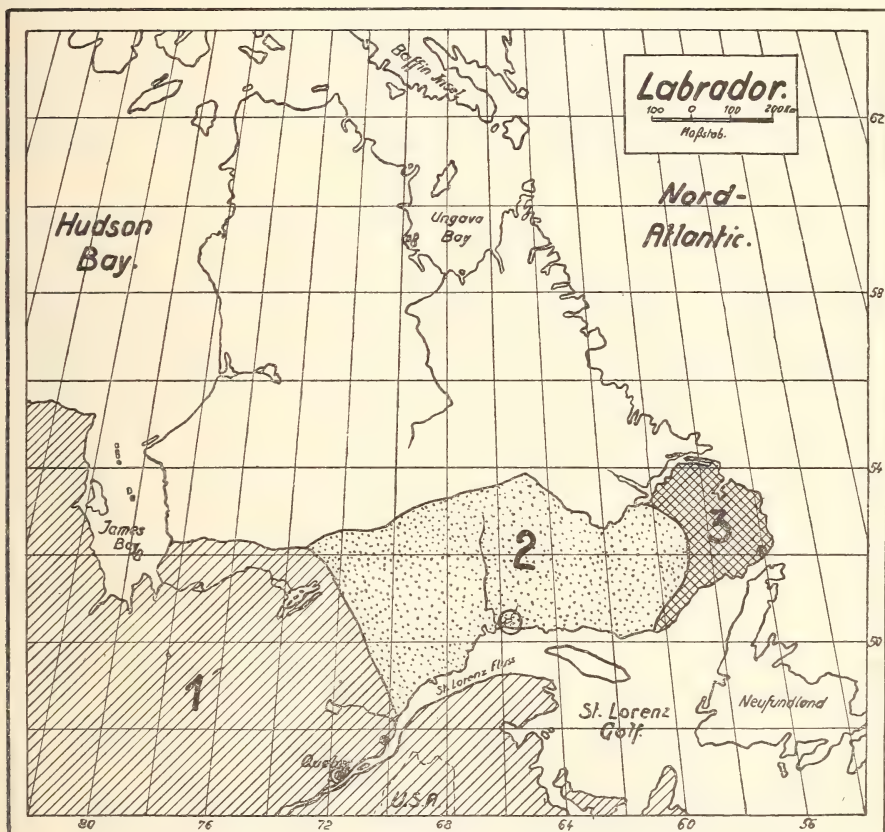 Labrador.
100 0 100 200 Km
Maßstab.
Baffin Insel
62
Hudson
Bay.
Ungava
Bay
Nord-
Atlantic.
58
54
James
Bay
1
2
3
50
St. Lorenz Fluss
St. Lorenz
Golf.
Neufundland
Quebec
U.S.A.
80 76 72 68 64 60 56